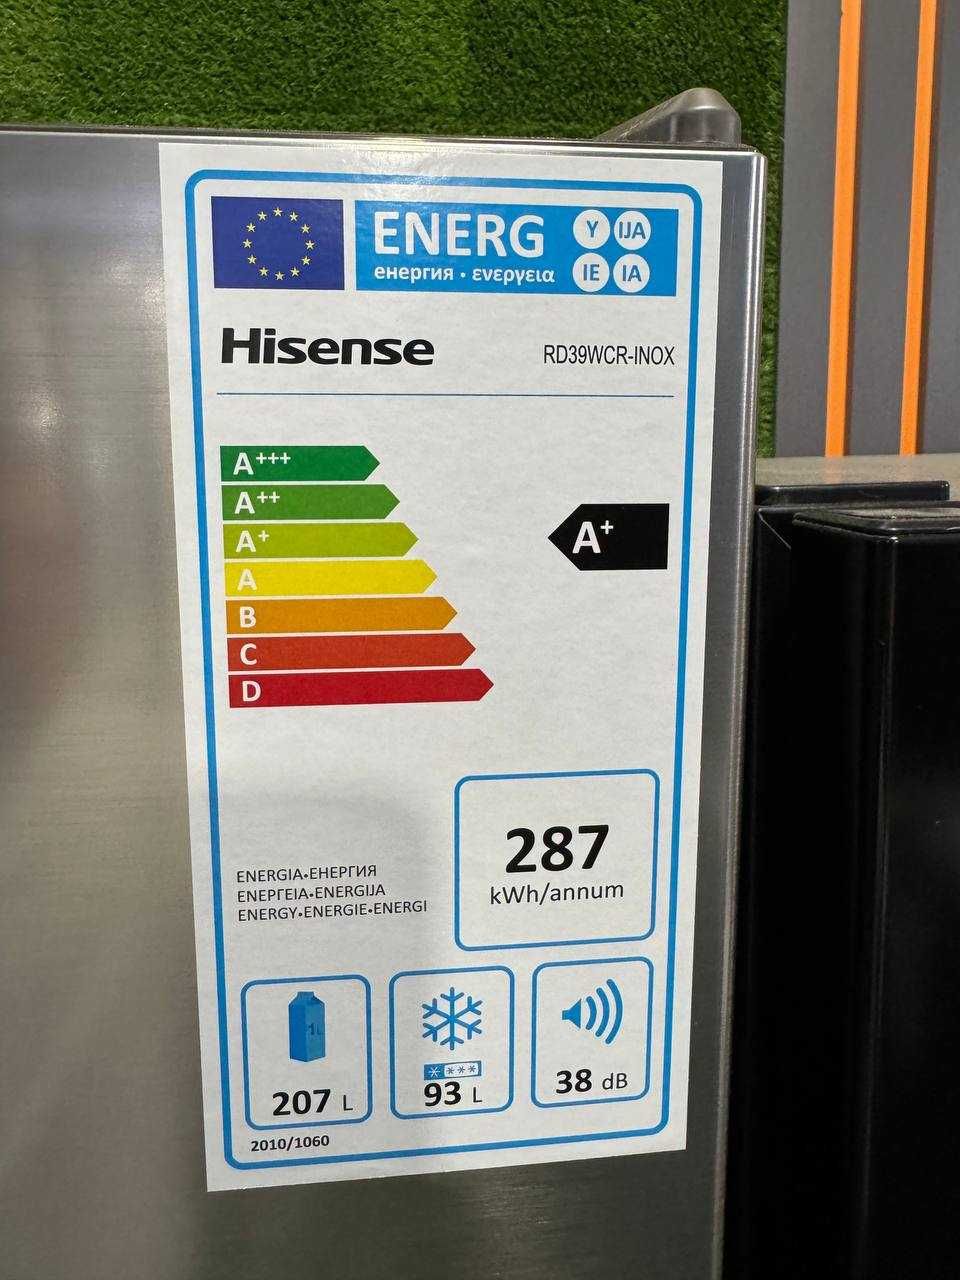 ENERG Y IJA
енергия · ενεργεια IE IA
Hisense RD39WCR-INOX
A+++
A++
A+
A+
A
B
C
D
287
kWh/annum
ENERGIA·ЕНЕРГИЯ
ΕΝΕΡΓΕΙΑ·ENERGIJA
ENERGY·ENERGIE·ENERGI
1L
207 L
93 L
38 dB
2010/1060